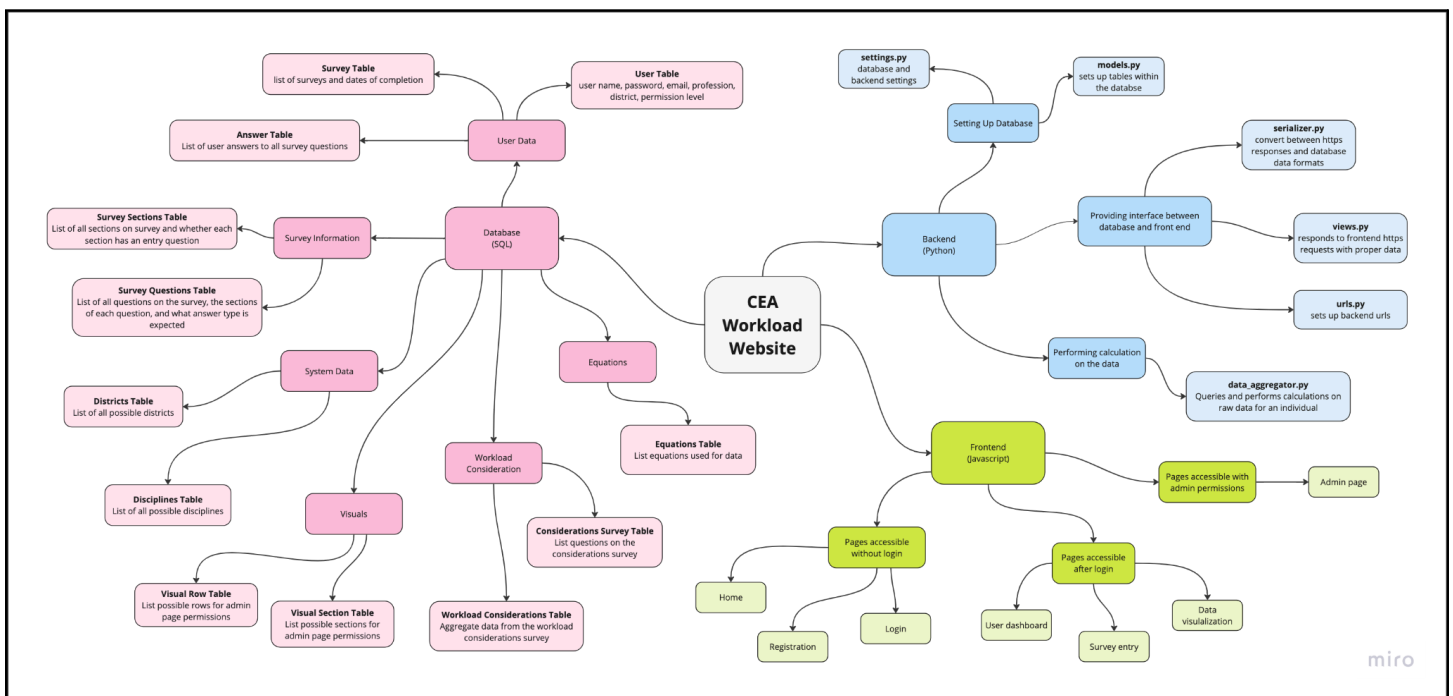 Survey Table
list of surveys and dates of completion
User Table
user name, password, email, profession,
district, permission level
Answer Table
List of user answers to all survey questions
User Data
Survey Sections Table
List of all sections on survey and whether each
section has an entry question
Survey Information
Database
(SQL)
Survey Questions Table
List of all questions on the survey, the sections
of each question, and what answer type is
expected
System Data
Equations
Districts Table
List of all possible districts
Equations Table
List equations used for data
Disciplines Table
List of all possible disciplines
Workload
Consideration
Visuals
Considerations Survey Table
List questions on the
considerations survey
Visual Row Table
List possible rows for admin
page permissions
Visual Section Table
List possible sections for
admin page permissions
Workload Considerations Table
Aggregate data from the workload
considerations survey
CEA
Workload
Website
settings.py
database and
backend settings
models.py
sets up tables within
the databse
Setting Up Database
serializer.py
convert between https
responses and database
data formats
Backend
(Python)
Providing interface between
database and front end
views.py
responds to frontend https
requests with proper data
urls.py
sets up backend urls
Performing calculation
on the data
data_aggregator.py
Queries and performs calculations on
raw data for an individual
Frontend
(Javascript)
Pages accessible with
admin permissions
Admin page
Pages accessible
without login
Pages accessible
after login
Home
Registration
Login
User dashboard
Survey entry
Data
visulalization
miro